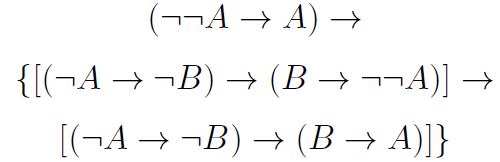 (¬¬A → A) →
{[(¬A → ¬B) → (B → ¬¬A)] →
[(¬A → ¬B) → (B → A)]}